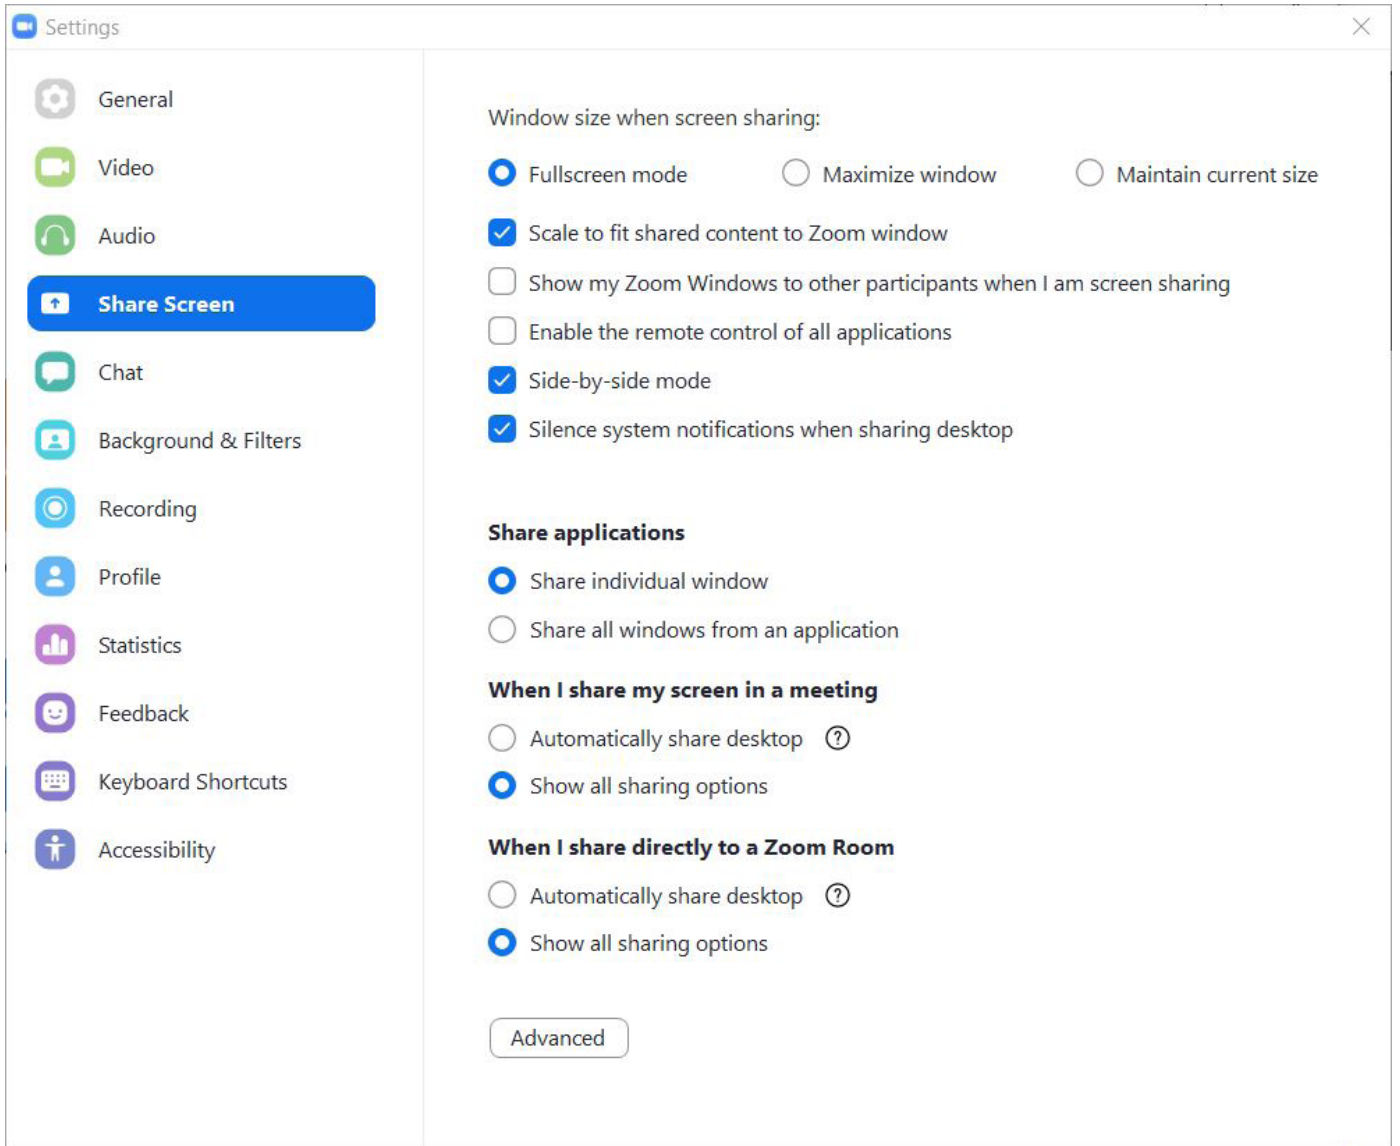 Settings
General
Video
Audio
Share Screen
Chat
Background & Filters
Recording
Profile
Statistics
Feedback
Keyboard Shortcuts
Accessibility
Window size when screen sharing:
Fullscreen mode Maximize window Maintain current size
Scale to fit shared content to Zoom window
Show my Zoom Windows to other participants when I am screen sharing
Enable the remote control of all applications
Side-by-side mode
Silence system notifications when sharing desktop
Share applications
Share individual window
Share all windows from an application
When I share my screen in a meeting
Automatically share desktop ?
Show all sharing options
When I share directly to a Zoom Room
Automatically share desktop ?
Show all sharing options
Advanced